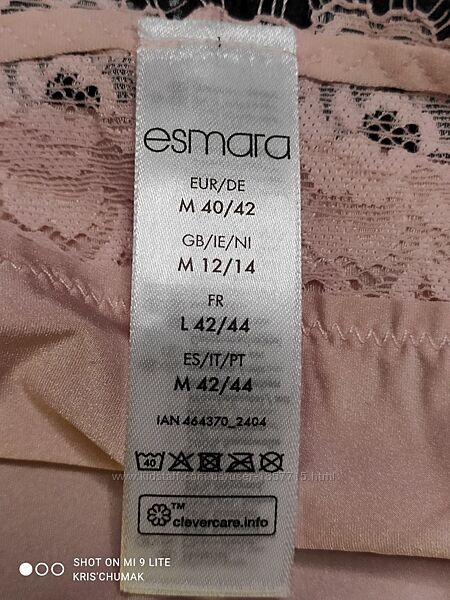 esmara
EUR/DE
M 40/42
GB/IE/NI
M 12/14
FR
L 42/44
ES/IT/PT
M 42/44
IAN 464370_2404
40
™
clevercare.info
SHOT ON MI 9 LITE
KRIS'CHUMAK